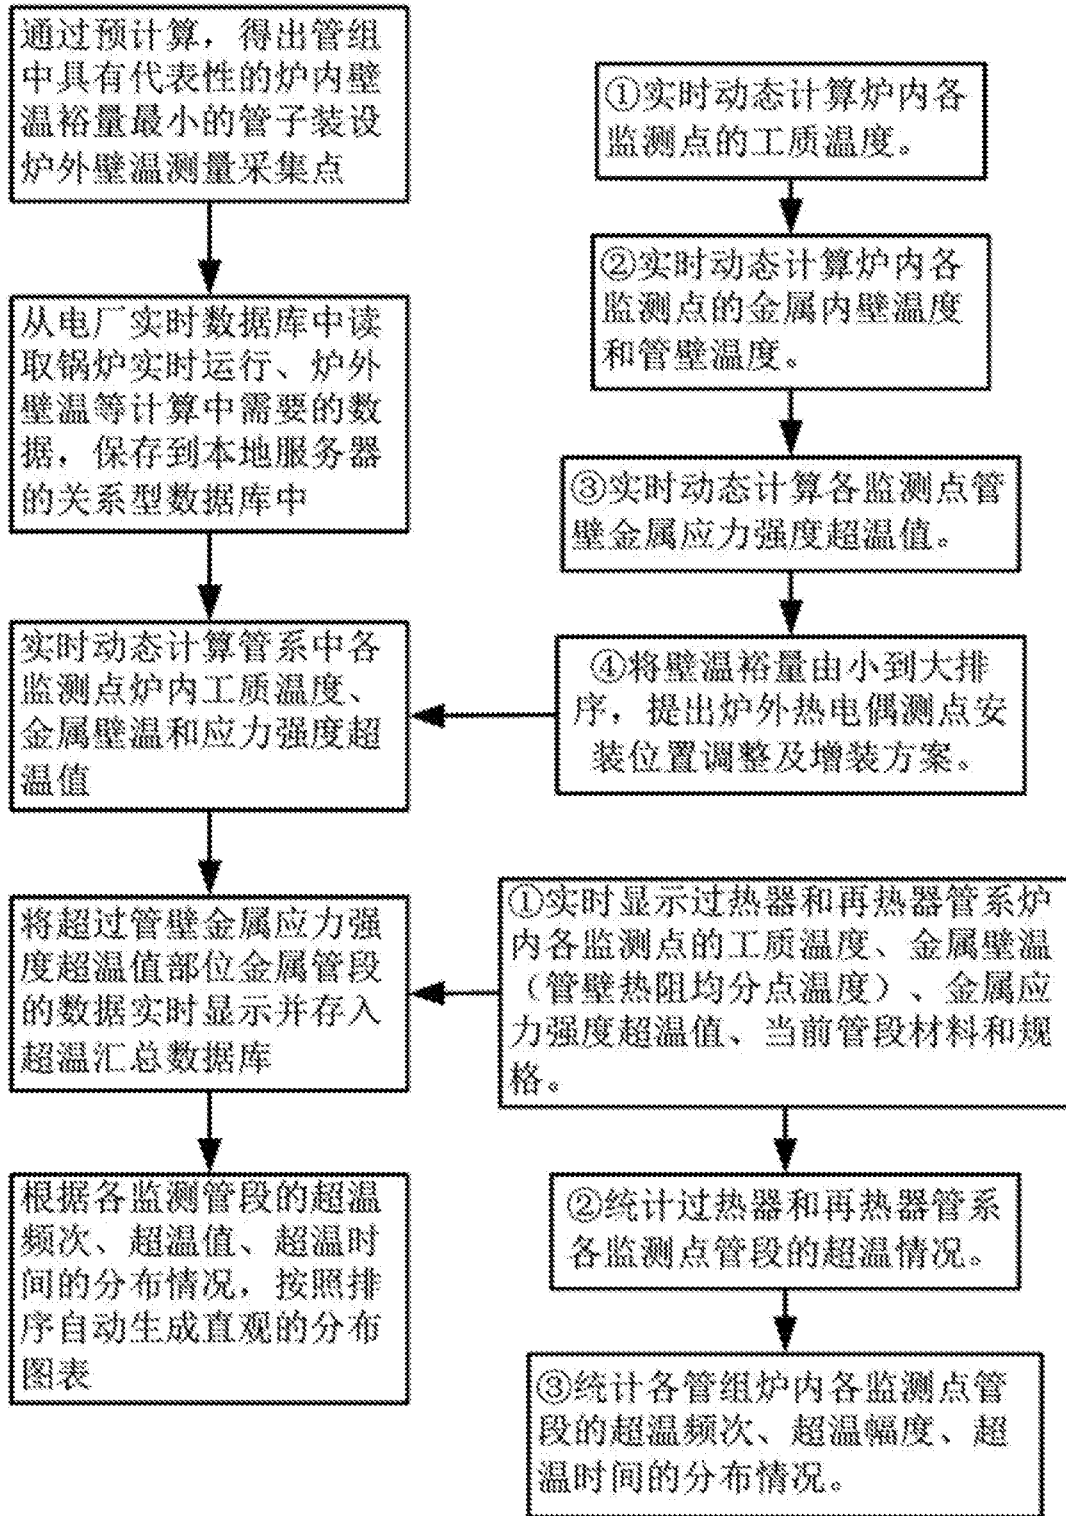 通过预计算，得出管组
中具有代表性的炉内壁
温裕量最小的管子装设
炉外壁温测量采集点
从电厂实时数据库中读
取锅炉实时运行、炉外
壁温等计算中需要的数
据，保存到本地服务器
的关系型数据库中
实时动态计算管系中各
监测点炉内工质温度、
金属壁温和应力强度超
温值
将超过管壁金属应力强
度超温值部位金属管段
的数据实时显示并存入
超温汇总数据库
根据各监测管段的超温
频次、超温值、超温时
间的分布情况，按照排
序自动生成直观的分布
图表
①实时动态计算炉内各
监测点的工质温度。
②实时动态计算炉内各
监测点的金属内壁温度
和管壁温度。
③实时动态计算各监测点管
壁金属应力强度超温值。
④将壁温裕量由小到大排
序，提出炉外热电偶测点安
装位置调整及增装方案。
①实时显示过热器和再热器管系炉
内各监测点的工质温度、金属壁温
（管壁热阻均分点温度）、金属应
力强度超温值、当前管段材料和规
格。
②统计过热器和再热器管系
各监测点管段的超温情况。
③统计各管组炉内各监测点管
段的超温频次、超温幅度、超
温时间的分布情况。